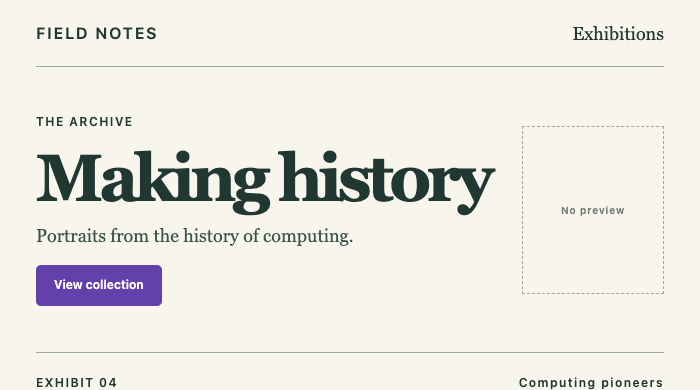 FIELD NOTES
Exhibitions
THE ARCHIVE
Making history
Portraits from the history of computing.
View collection
No preview
EXHIBIT 04
Computing pioneers